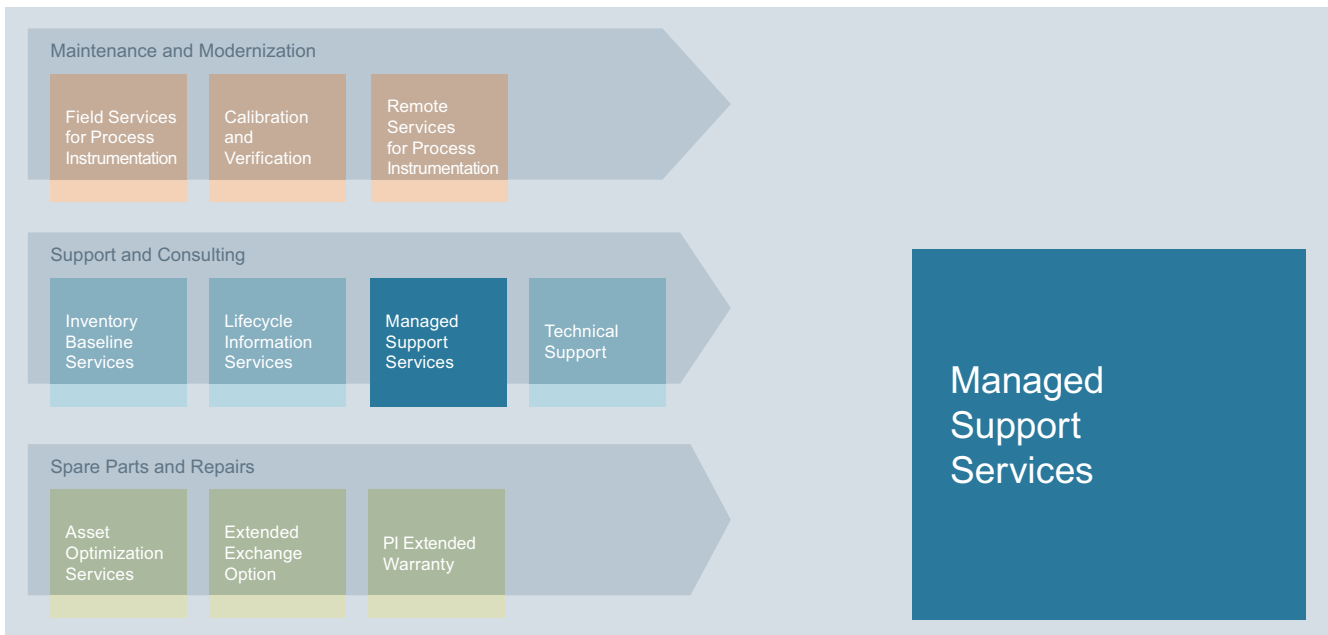 Maintenance and Modernization
Field Services
for Process
Instrumentation
Calibration
and
Verification
Remote
Services
for Process
Instrumentation
Support and Consulting
Inventory
Baseline
Services
Lifecycle
Information
Services
Managed
Support
Services
Technical
Support
Managed
Support
Services
Spare Parts and Repairs
Asset
Optimization
Services
Extended
Exchange
Option
PI Extended
Warranty